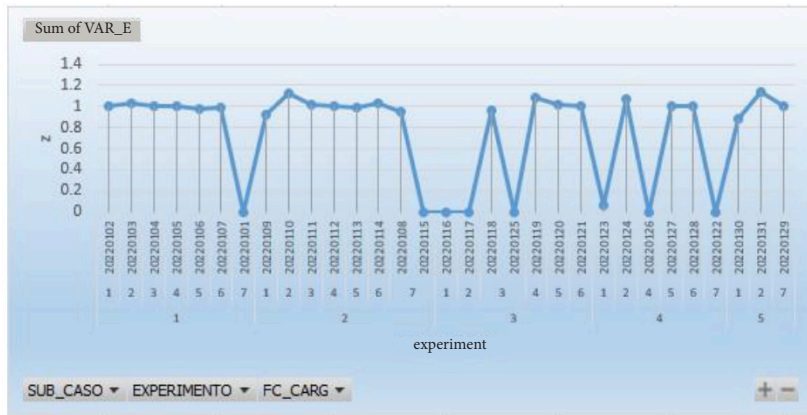 Sum of VAR_E
1.4
1.2
1
0.8
0.6
0.4
0.2
0
z
20220102 20220103 20220104 20220105 20220106 20220107 20220101 20220109 20220110 20220111 20220112 20220113 20220114 20220108 20220115 20220116 20220117 20220118 20220125 20220119 20220120 20220121 20220123 20220124 20220126 20220127 20220128 20220122 20220130 20220131 20220129
1 2 3 4 5 6 7 1 2 3 4 5 6 7 1 2 3 4 5 6 1 2 4 5 6 7 1 2 7
1 2 3 4 5
experiment
SUB_CASO EXPERIMENTO FC_CARG